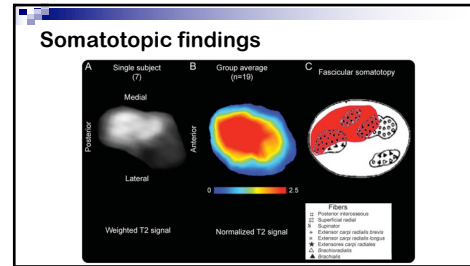 Somatotopic findings
A
Single subject
(7)
Medial
Posterior
Lateral
Weighted T2 signal
B
Group average
(n=19)
Anterior
0
2.5
Normalized T2 signal
C
Fascicular somatotopy
Fibers
Posterior interosseous
Superficial radial
Supinator
Extensor carpi radialis brevis
Extensor carpi radialis longus
Extensores carpi radiales
Brachioradialis
Brachialis